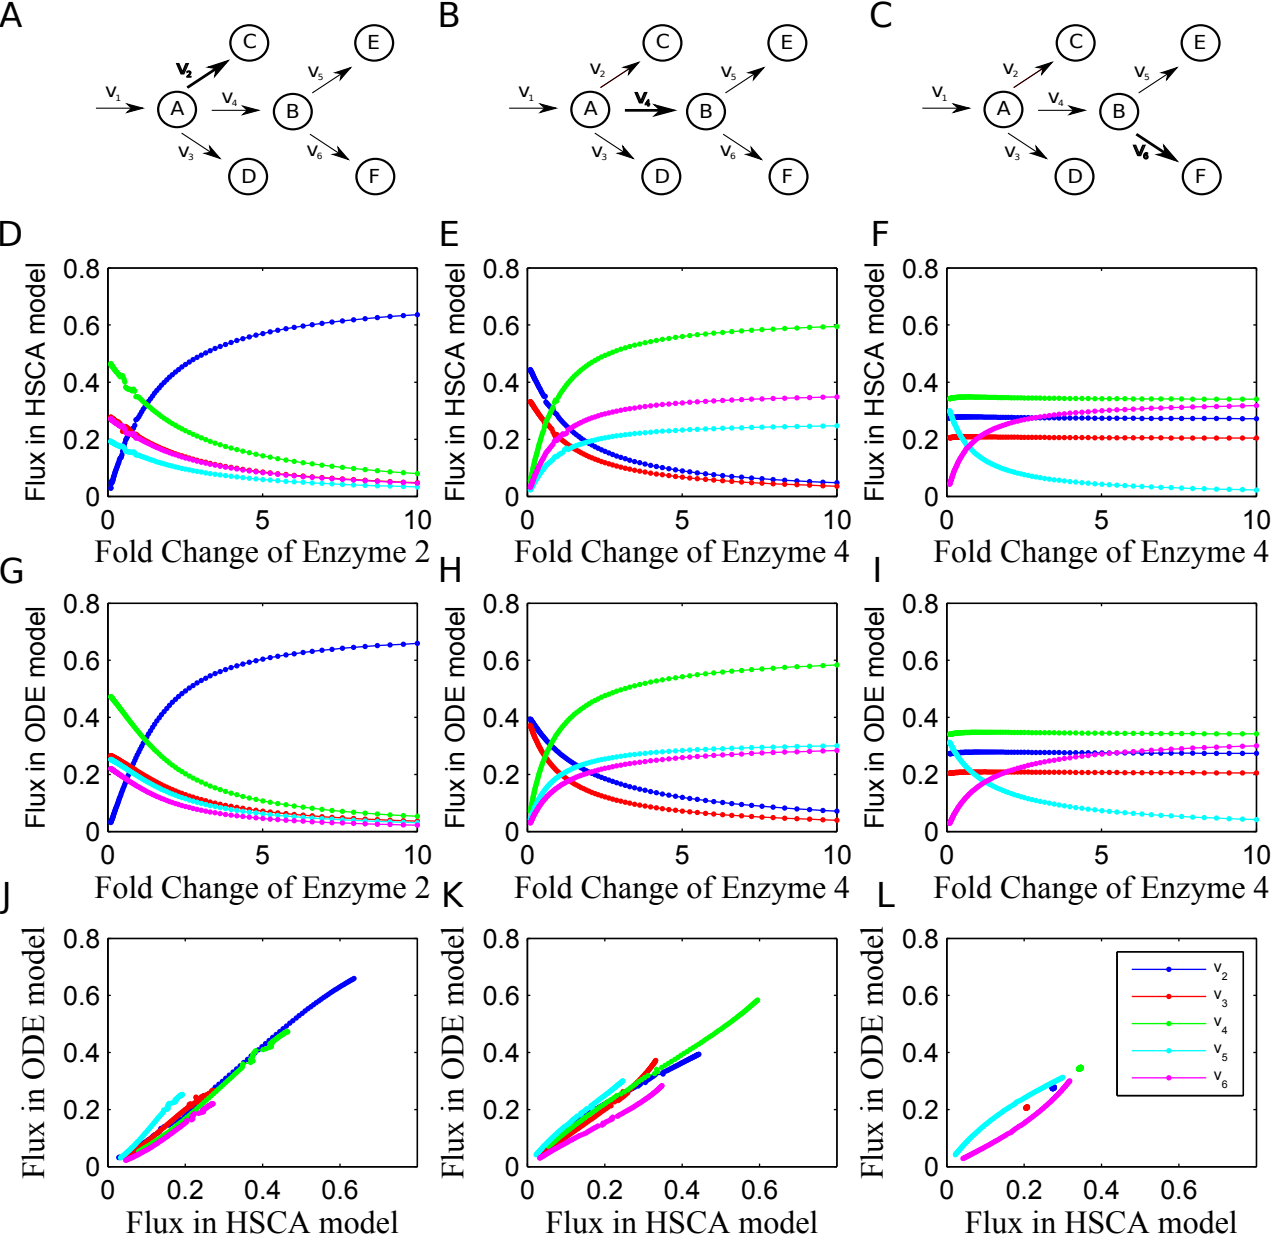 A
B
C
v1
v2
v3
v4
v5
v6
A
B
C
D
E
F
v1
v2
v3
v4
v5
v6
A
B
C
D
E
F
v1
v2
v3
v4
v5
v6
A
B
C
D
E
F
D
Flux in HSCA model
0.8
0.6
0.4
0.2
0
0 5 10
Fold Change of Enzyme 2
E
Flux in HSCA model
0.8
0.6
0.4
0.2
0
0 5 10
Fold Change of Enzyme 4
F
Flux in HSCA model
0.8
0.6
0.4
0.2
0
0 5 10
Fold Change of Enzyme 4
G
Flux in ODE model
0.8
0.6
0.4
0.2
0
0 5 10
Fold Change of Enzyme 2
H
Flux in ODE model
0.8
0.6
0.4
0.2
0
0 5 10
Fold Change of Enzyme 4
I
Flux in ODE model
0.8
0.6
0.4
0.2
0
0 5 10
Fold Change of Enzyme 4
J
Flux in ODE model
0.8
0.6
0.4
0.2
0
0 0.2 0.4 0.6
Flux in HSCA model
K
Flux in ODE model
0.8
0.6
0.4
0.2
0
0 0.2 0.4 0.6
Flux in HSCA model
L
Flux in ODE model
0.8
0.6
0.4
0.2
0
0 0.2 0.4 0.6
Flux in HSCA model
v2
v3
v4
v5
v6